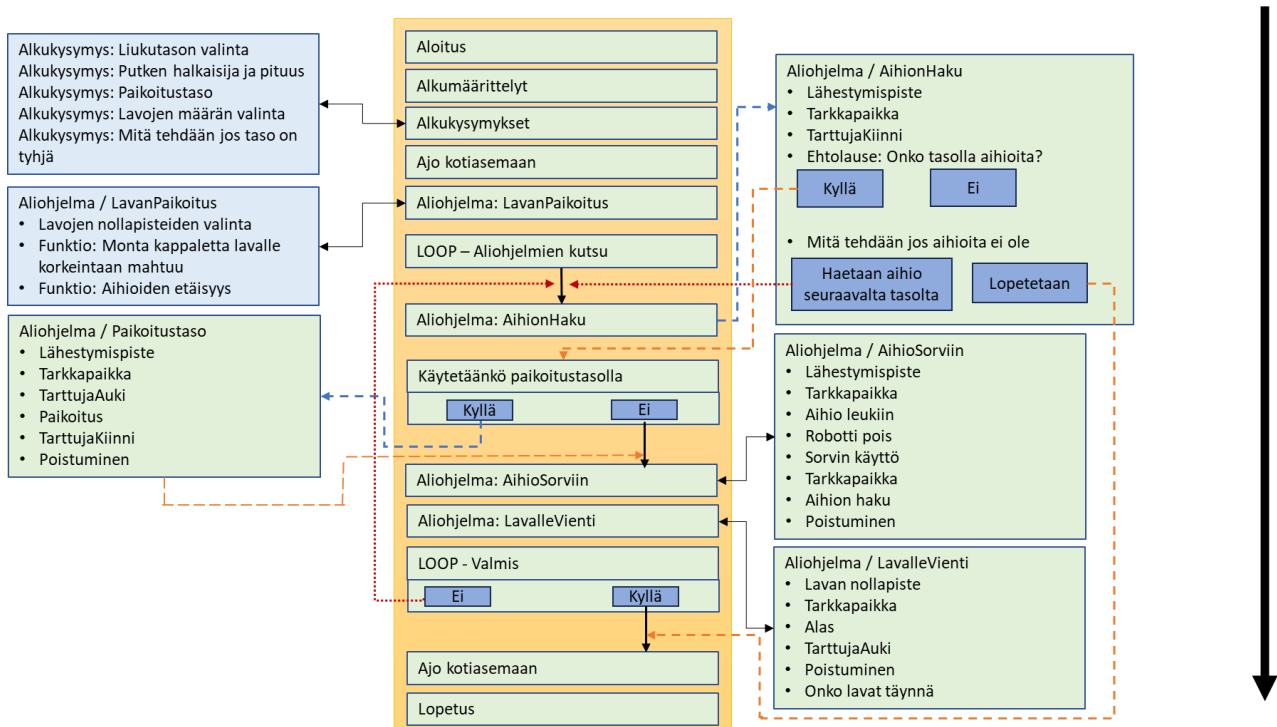 Alkukysymys: Liukutason valinta
Alkukysymys: Putken halkaisija ja pituus
Alkukysymys: Paikoitustaso
Alkukysymys: Lavojen määrän valinta
Alkukysymys: Mitä tehdään jos taso on
tyhjä
Aliohjelma / LavanPaikoitus
• Lavojen nollapisteiden valinta
• Funktio: Monta kappaletta lavalle
korkeintaan mahtuu
• Funktio: Aihioiden etäisyys
Aliohjelma / Paikoitustaso
• Lähestymispiste
• Tarkkapaikka
• TarttujaAuki
• Paikoitus
• TarttujaKiinni
• Poistuminen
Aloitus
Alkumäärittelyt
Alkukysymykset
Ajo kotiasemaan
Aliohjelma: LavanPaikoitus
LOOP – Aliohjelmien kutsu
Aliohjelma: AihionHaku
Käytetäänkö paikoitustasolla
Kyllä
Ei
Aliohjelma: AihioSorviin
Aliohjelma: LavalleVienti
LOOP - Valmis
Ei
Kyllä
Ajo kotiasemaan
Lopetus
Aliohjelma / AihionHaku
• Lähestymispiste
• Tarkkapaikka
• TarttujaKiinni
• Ehtolause: Onko tasolla aihioita?
Kyllä
Ei
• Mitä tehdään jos aihioita ei ole
Haetaan aihio
seuraavalta tasolta
Lopetetaan
Aliohjelma / AihioSorviin
• Lähestymispiste
• Tarkkapaikka
• Aihio leukiin
• Robotti pois
• Sorvin käyttö
• Tarkkapaikka
• Aihion haku
• Poistuminen
Aliohjelma / LavalleVienti
• Lavan nollapiste
• Tarkkapaikka
• Alas
• TarttujaAuki
• Poistuminen
• Onko lavat täynnä